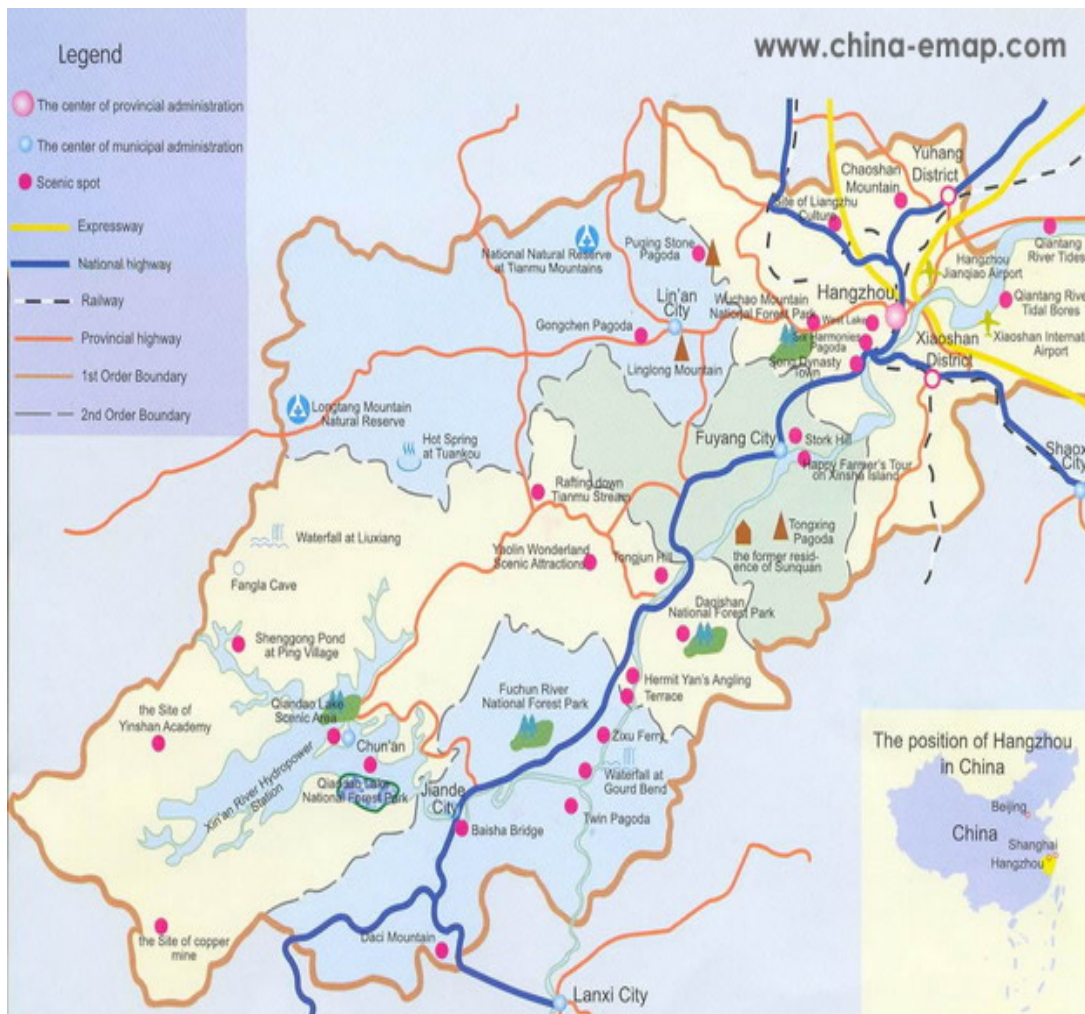 www.china-emap.com
Legend
The center of provincial administration
The center of municipal administration
Scenic spot
Expressway
National highway
Railway
Provincial highway
1st Order Boundary
2nd Order Boundary
Yuhang
District
Chaoshan
Mountain
Site of Liangzhu
Culture
Qiantang
River Tides
National Natural Reserve
at Tianmu Mountains
Puging Stone
Pagoda
Hangzhou
Jianqiao Airport
Lin'an
City
Wuchao Mountain
National Forest Park
Hangzhou
Qiantang River
Tidal Bores
Gongchen Pagoda
West Lake
Six Harmonies
Pagoda
Xiaoshan
District
Xiaoshan Internat
Airport
Song Dynasty
Town
Linglong Mountain
Longtang Mountain
Natural Reserve
Hot Spring
at Tuankou
Fuyang City
Stork Hill
Happy Farmer's Tour
on Xinsha Island
Shaox
City
Rafting down
Tianmu Stream
Waterfall at Liuxiang
Tongxing
Pagoda
the former resid-
ence of Sunquan
Yaolin Wonderland
Scenic Attractions
Tongjun Hill
Fangla Cave
Daqishan
National Forest Park
Shenggong Pond
at Ping Village
Hermit Yan's Angling
Terrace
Fuchun River
National Forest Park
Qiandao Lake
Scenic Area
the Site of
Yinshan Academy
Zixu Ferry
Chun'an
Waterfall at
Gourd Bend
Xin'an River Hydropower
Station
Qiandao Lake
National Forest Park
Jiande
City
Baisha Bridge
Twin Pagoda
the Site of copper
mine
Daci Mountain
Lanxi City
The position of Hangzhou
in China
Beijing
China
Shanghai
Hangzhou